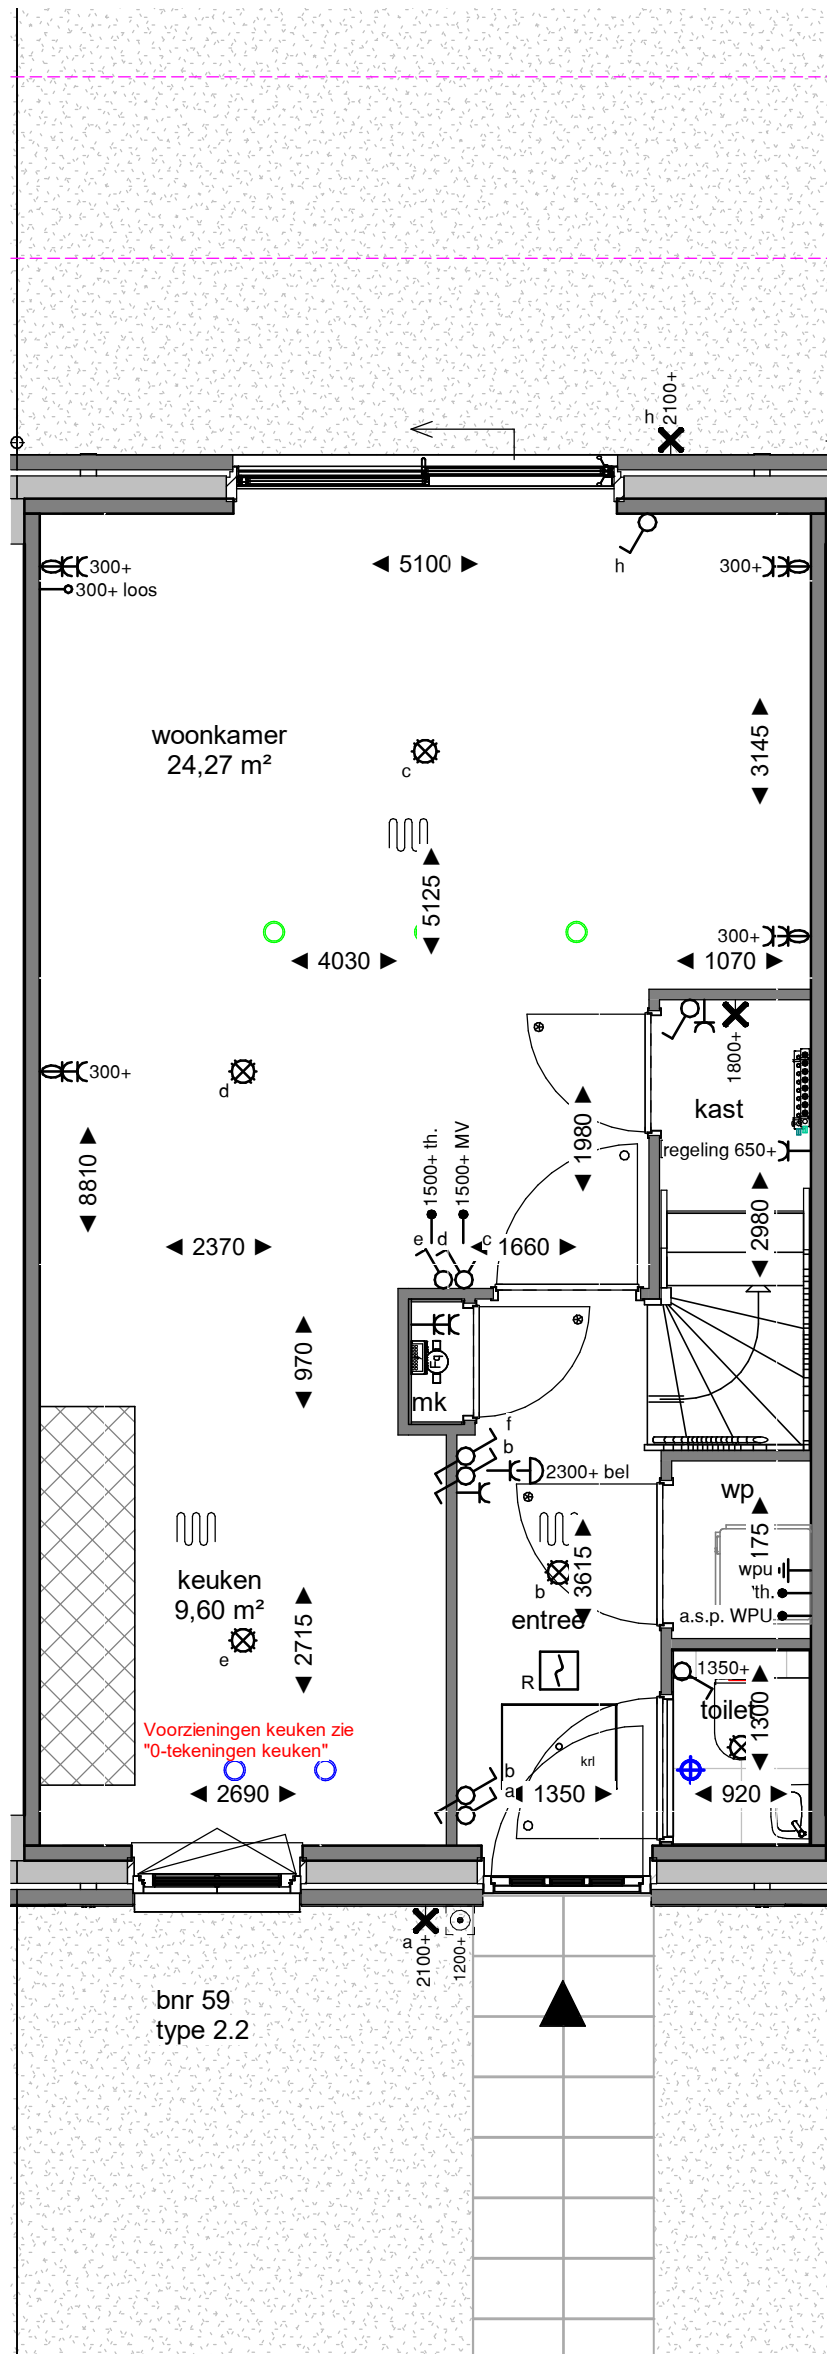 h
2100+
300+
300+ loos
5100
h
300+
woonkamer
24,27 m²
c
3145
5125
4030
300+
1070
300+
d
1800+
kast
1980
regeling 650+
8810
1500+ th.
1500+ MV
2370
e
d
c
1660
2980
970
Fq
mk
f
b
2300+ bel
wp
175
keuken
9,60 m²
b
3615
entree
wpu
th.
a.s.p. WPU
2715
e
R
1350+
toilet
1300
Voorzieningen keuken zie
"0-tekeningen keuken"
krl
2690
b
a
1350
920
a
2100+
1200+
bnr 59
type 2.2